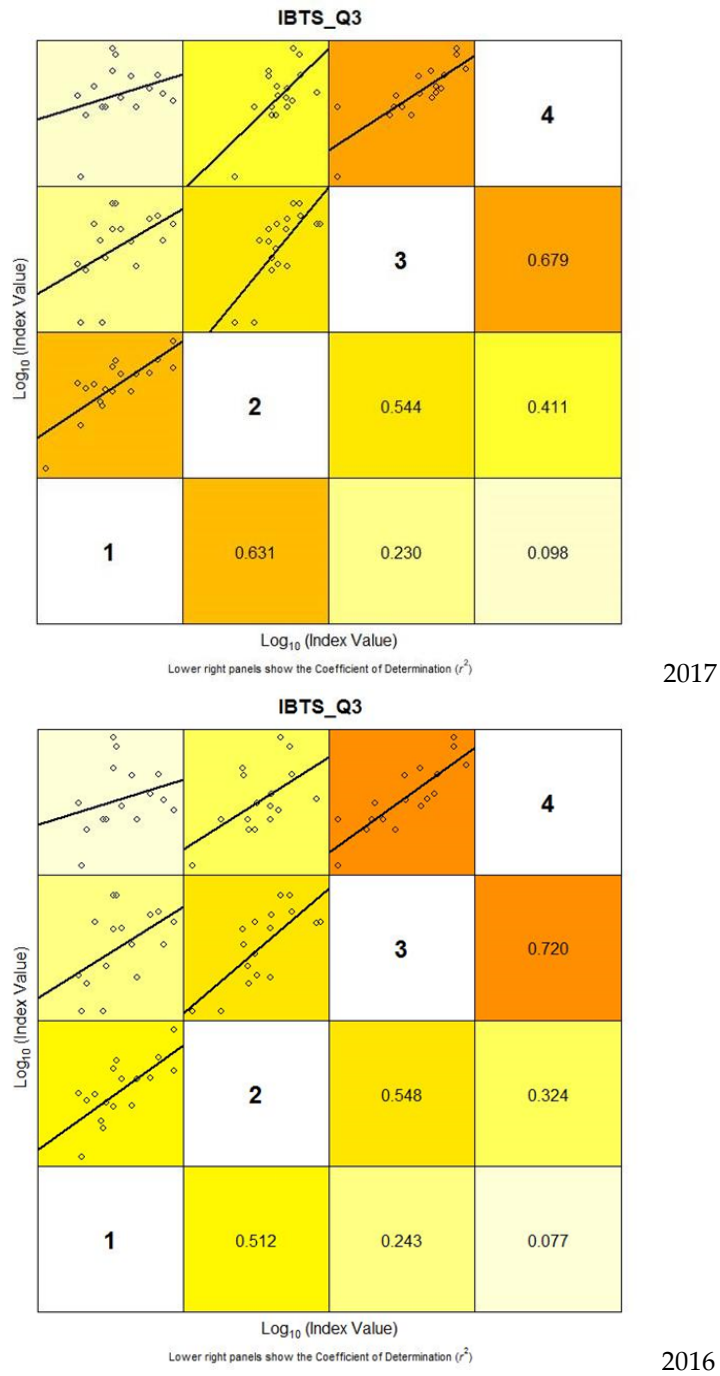 IBTS_Q3
4
3
0.679
2
0.544
0.411
1
0.631
0.230
0.098
Log₁₀ (Index Value)
Log₁₀ (Index Value)
Lower right panels show the Coefficient of Determination (r²)
2017
IBTS_Q3
4
3
0.720
2
0.548
0.324
1
0.512
0.243
0.077
Log₁₀ (Index Value)
Log₁₀ (Index Value)
Lower right panels show the Coefficient of Determination (r²)
2016